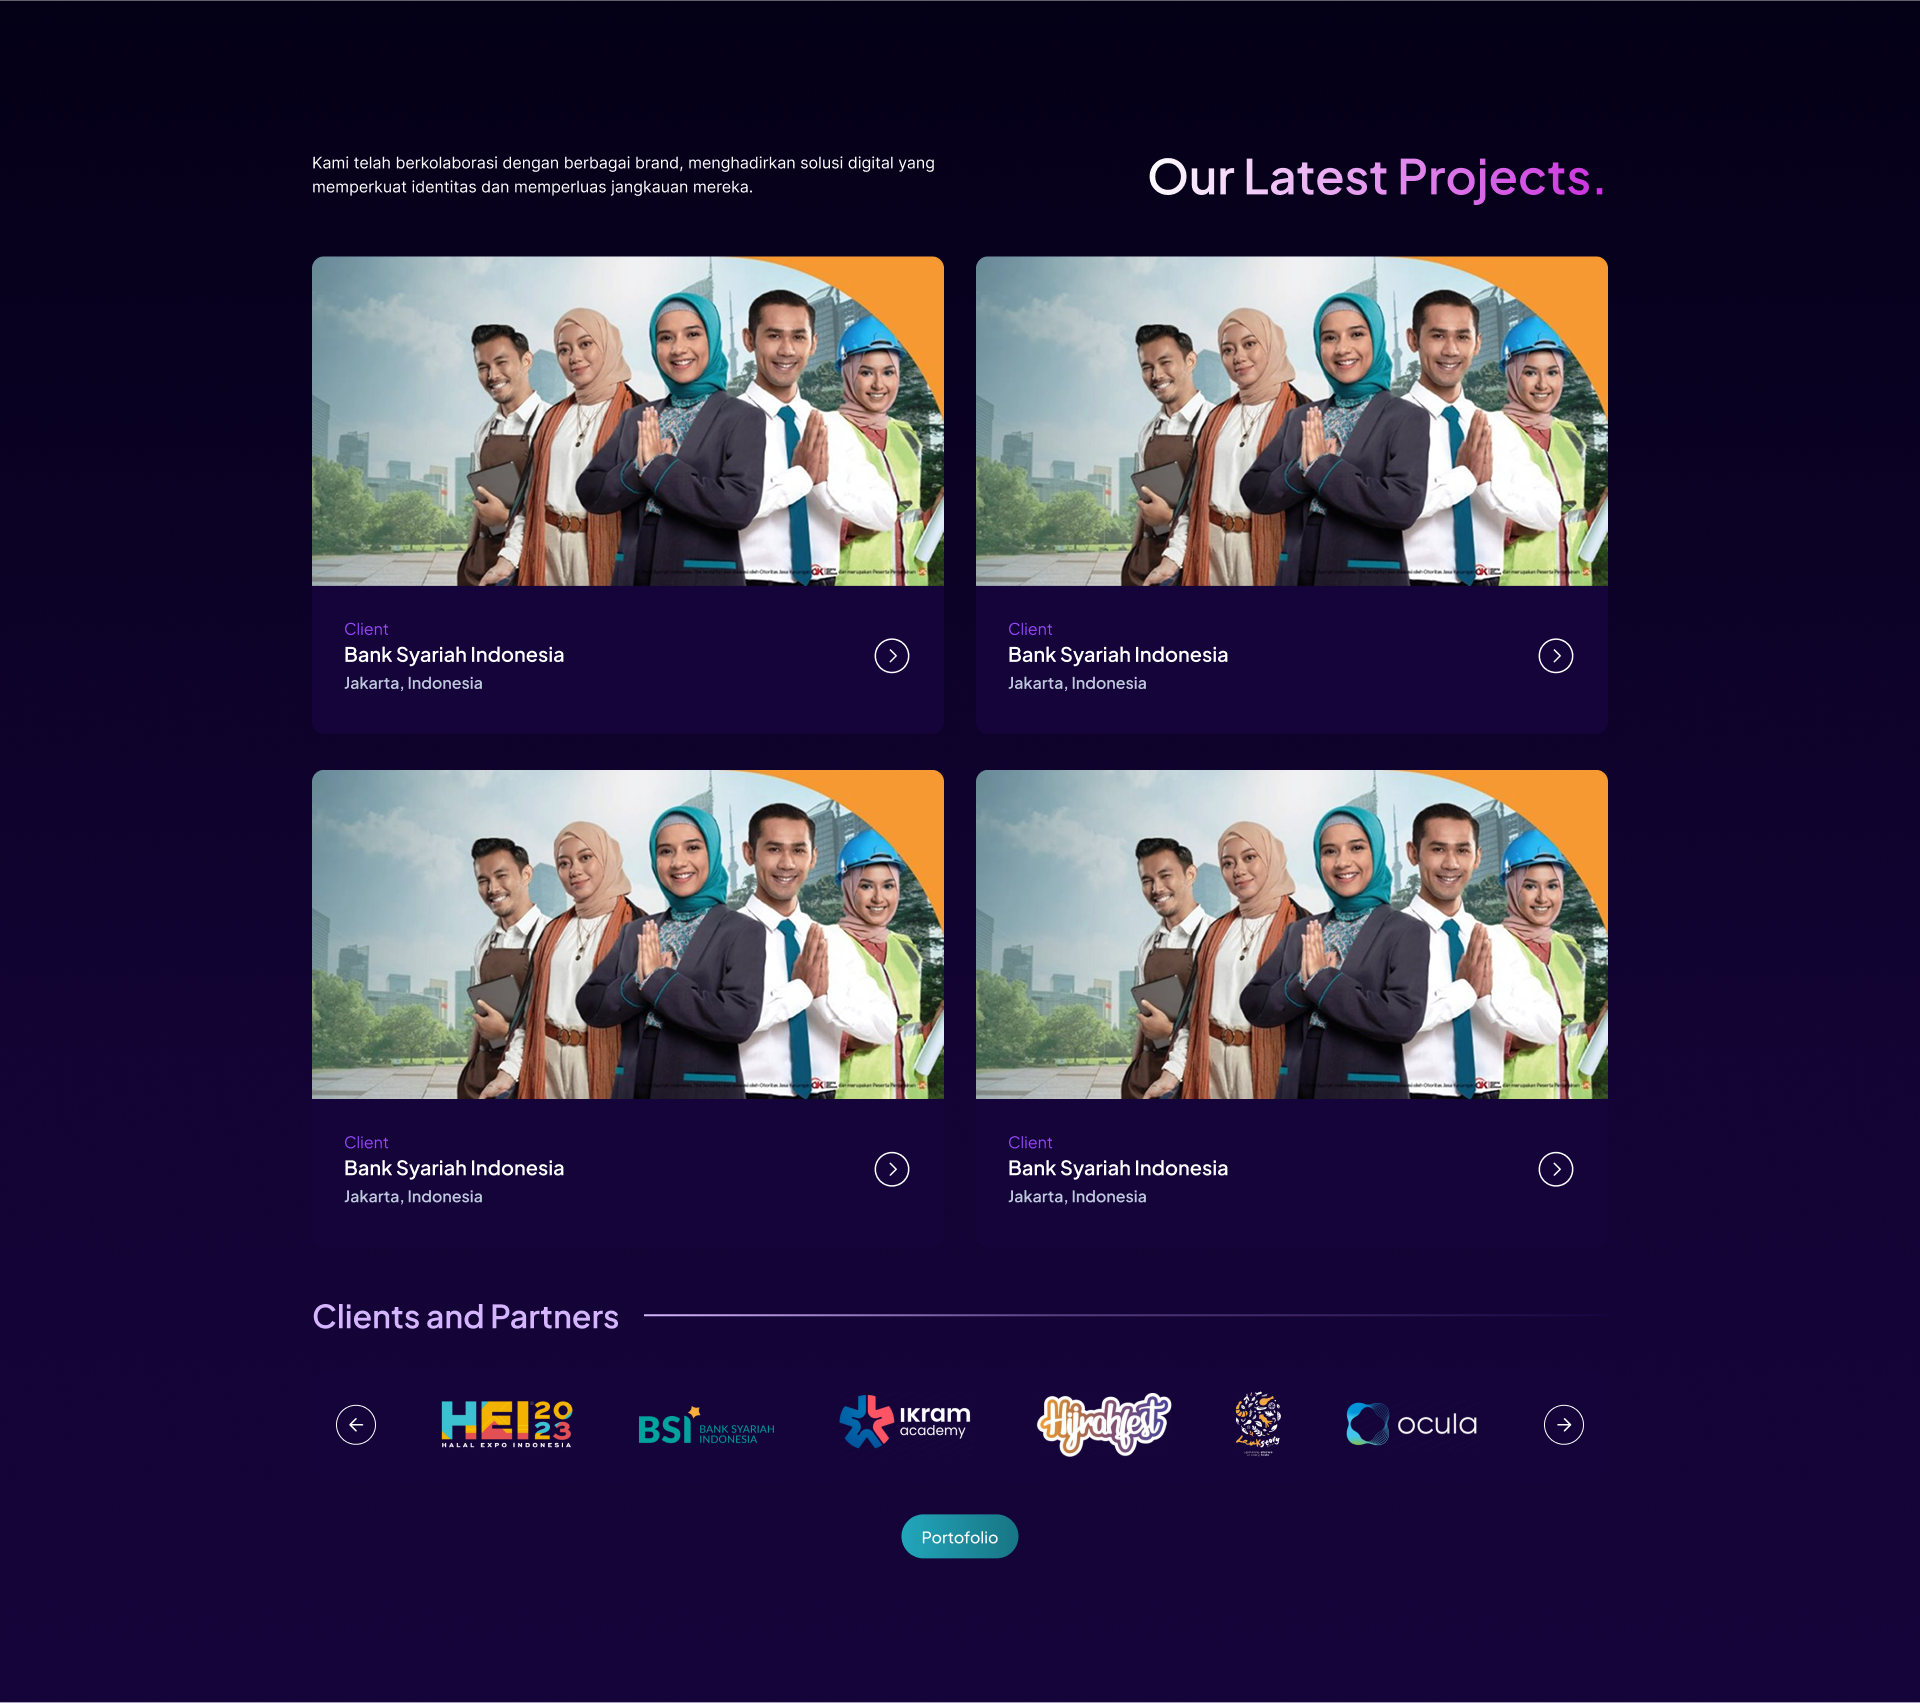 Kami telah berkolaborasi dengan berbagai brand, menghadirkan solusi digital yang
memperkuat identitas dan memperluas jangkauan mereka.
Our Latest Projects.
Client
Bank Syariah Indonesia
Jakarta, Indonesia
Client
Bank Syariah Indonesia
Jakarta, Indonesia
Client
Bank Syariah Indonesia
Jakarta, Indonesia
Client
Bank Syariah Indonesia
Jakarta, Indonesia
Clients and Partners
HEI 2023
HALAL EXPO INDONESIA
BSI BANK SYARIAH
INDONESIA
ıkram
academy
Hijrahfest
ocula
Portofolio